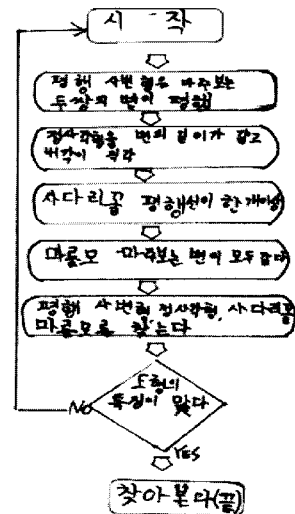 시 작
평행 사변형은 마주보는
두쌍의 변이 평행
정사각형은 변의 길이가 같고
네각이 직각
사다리꼴 평행선이 한개이상
마름모 마주보는 변이 모두 같다
평행 사변형 정사각형, 사다리꼴
마름모를 찾는다
도형의
특징이 맞다
NO
YES
찾아본다(끝)